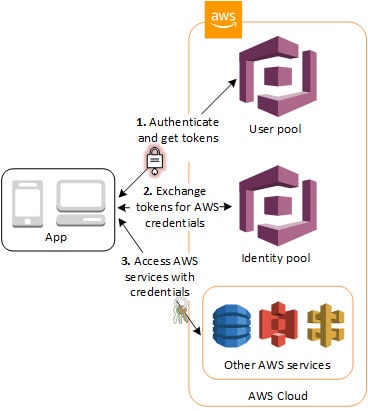 aws
1. Authenticate
and get tokens
User pool
2. Exchange
tokens for AWS
credentials
App
Identity pool
3. Access AWS
services with
credentials
Other AWS services
AWS Cloud